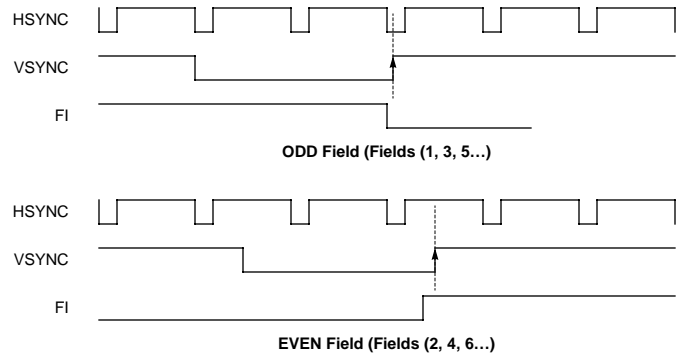 HSYNC
VSYNC
FI
ODD Field (Fields (1, 3, 5…)
HSYNC
VSYNC
FI
EVEN Field (Fields (2, 4, 6…)